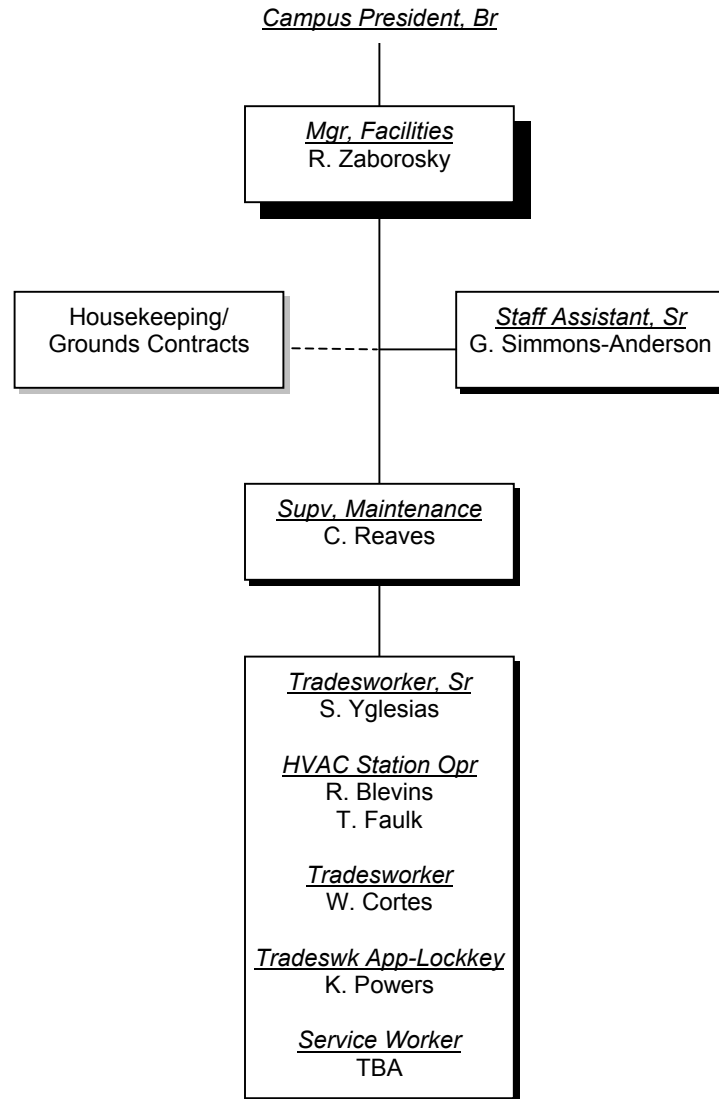 Campus President, Br
Mgr, Facilities
R. Zaborosky
Housekeeping/
Grounds Contracts
Staff Assistant, Sr
G. Simmons-Anderson
Supv, Maintenance
C. Reaves
Tradesworker, Sr
S. Yglesias
HVAC Station Opr
R. Blevins
T. Faulk
Tradesworker
W. Cortes
Tradeswk App-Lockkey
K. Powers
Service Worker
TBA